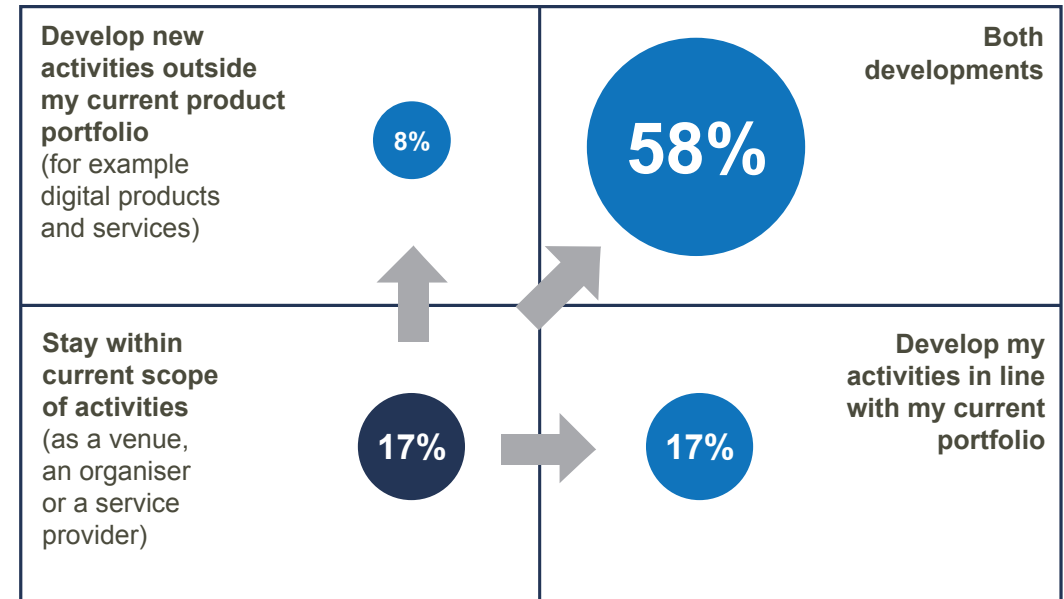 Develop new
activities outside
my current product
portfolio
(for example
digital products
and services)
8%
58%
Both
developments
Stay within
current scope
of activities
(as a venue,
an organiser
or a service
provider)
17%
17%
Develop my
activities in line
with my current
portfolio